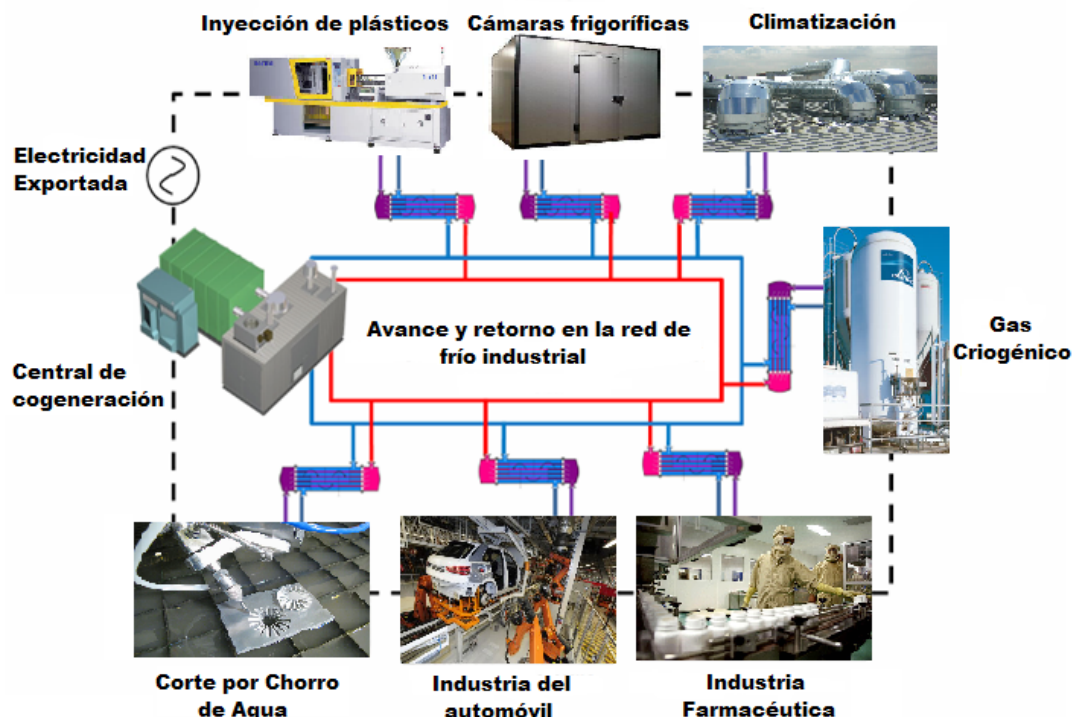 Inyección de plásticos
Cámaras frigoríficas
Climatización
Electricidad
Exportada
Avance y retorno en la red de
frío industrial
Gas
Criogénico
Central de
cogeneración
Corte por Chorro
de Agua
Industria del
automóvil
Industria
Farmacéutica